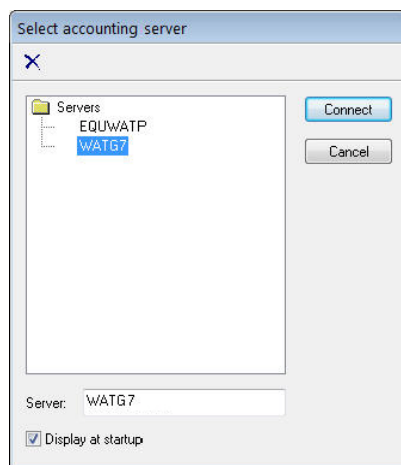 Select accounting server
Servers
EQUWATP
WATG7
Connect
Cancel
Server: WATG7
Display at startup